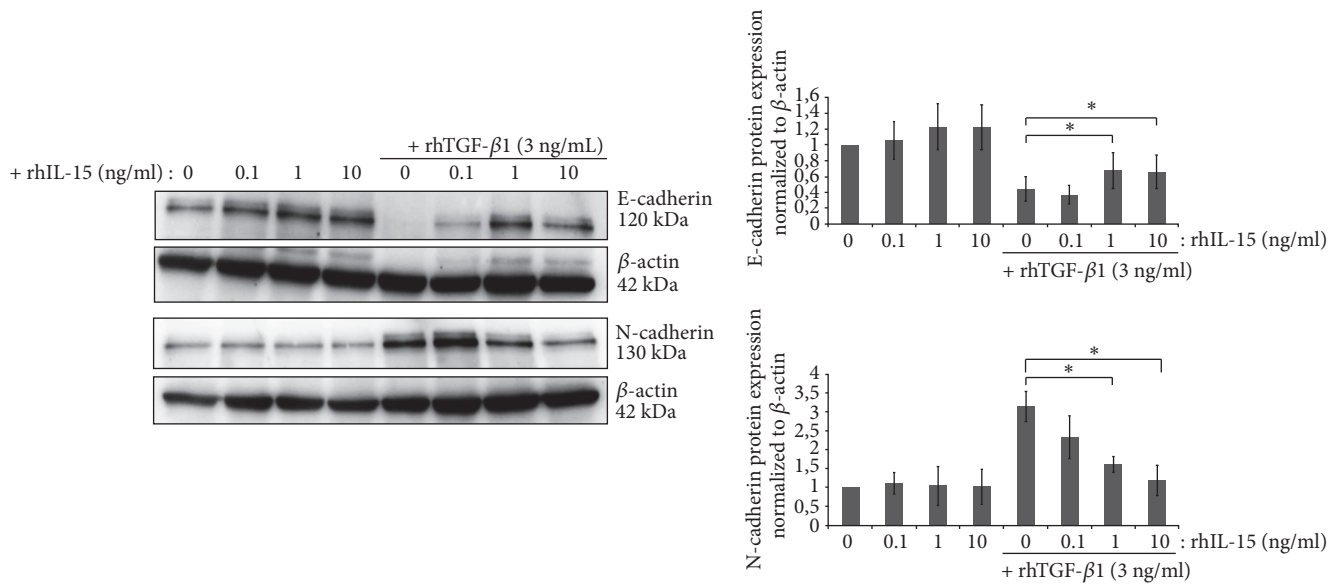 + rhTGF-β1 (3 ng/mL)
+ rhIL-15 (ng/ml) : 0 0.1 1 10 0 0.1 1 10
E-cadherin
120 kDa
β-actin
42 kDa
N-cadherin
130 kDa
β-actin
42 kDa
E-cadherin protein expression
normalized to β-actin
1,6
1,4
1,2
1
0,8
0,6
0,4
0,2
0
*
*
0 0.1 1 10 0 0.1 1 10 : rhIL-15 (ng/ml)
+ rhTGF-β1 (3 ng/ml)
N-cadherin protein expression
normalized to β-actin
4
3,5
3
2,5
2
1,5
1
0,5
0
*
*
0 0.1 1 10 0 0.1 1 10 : rhIL-15 (ng/ml)
+ rhTGF-β1 (3 ng/ml)